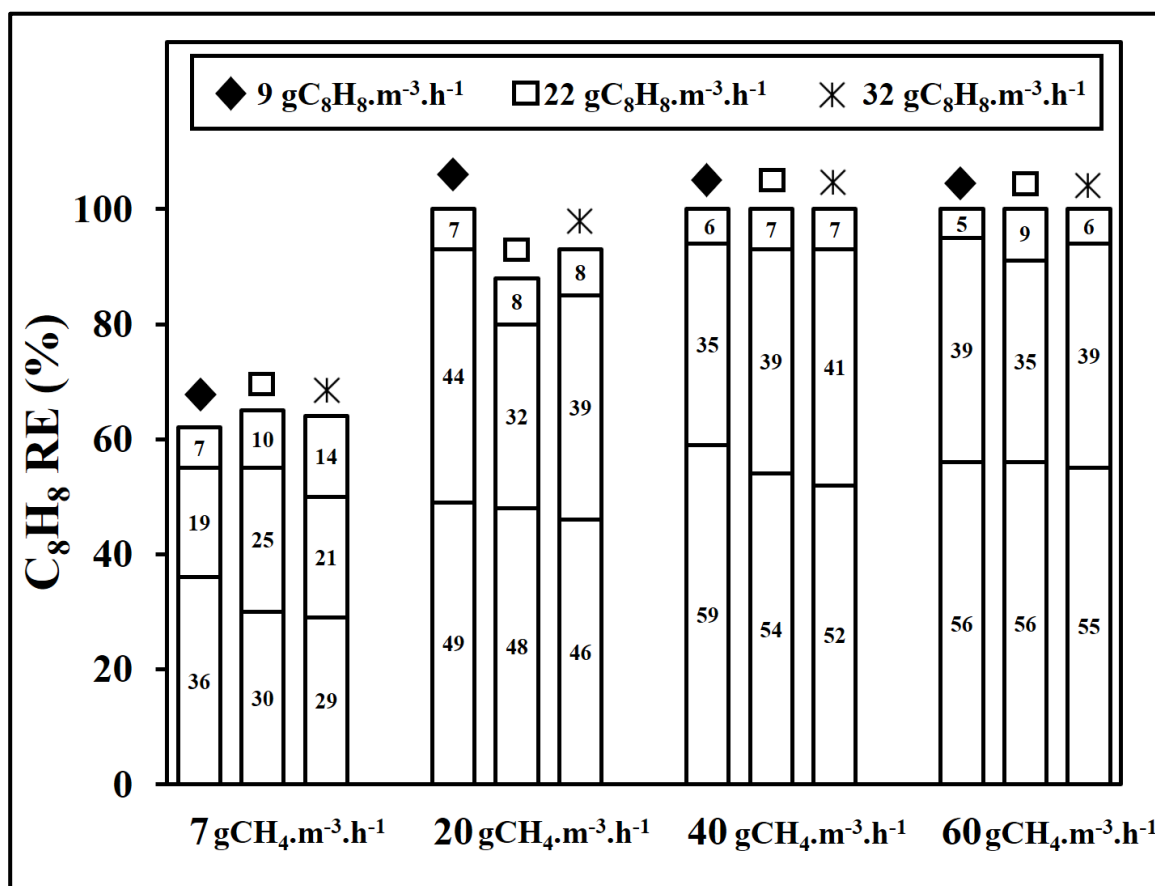 9 gC₈H₈.m⁻³.h⁻¹ 22 gC₈H₈.m⁻³.h⁻¹ 32 gC₈H₈.m⁻³.h⁻¹
C₈H₈ RE (%)
100
80
60
40
20
0
7 10 14
19 25 21
36 30 29
7 8 8
44 32 39
49 48 46
6 7 7
35 39 41
59 54 52
5 9 6
39 35 39
56 56 55
7 gCH₄.m⁻³.h⁻¹ 20 gCH₄.m⁻³.h⁻¹ 40 gCH₄.m⁻³.h⁻¹ 60 gCH₄.m⁻³.h⁻¹